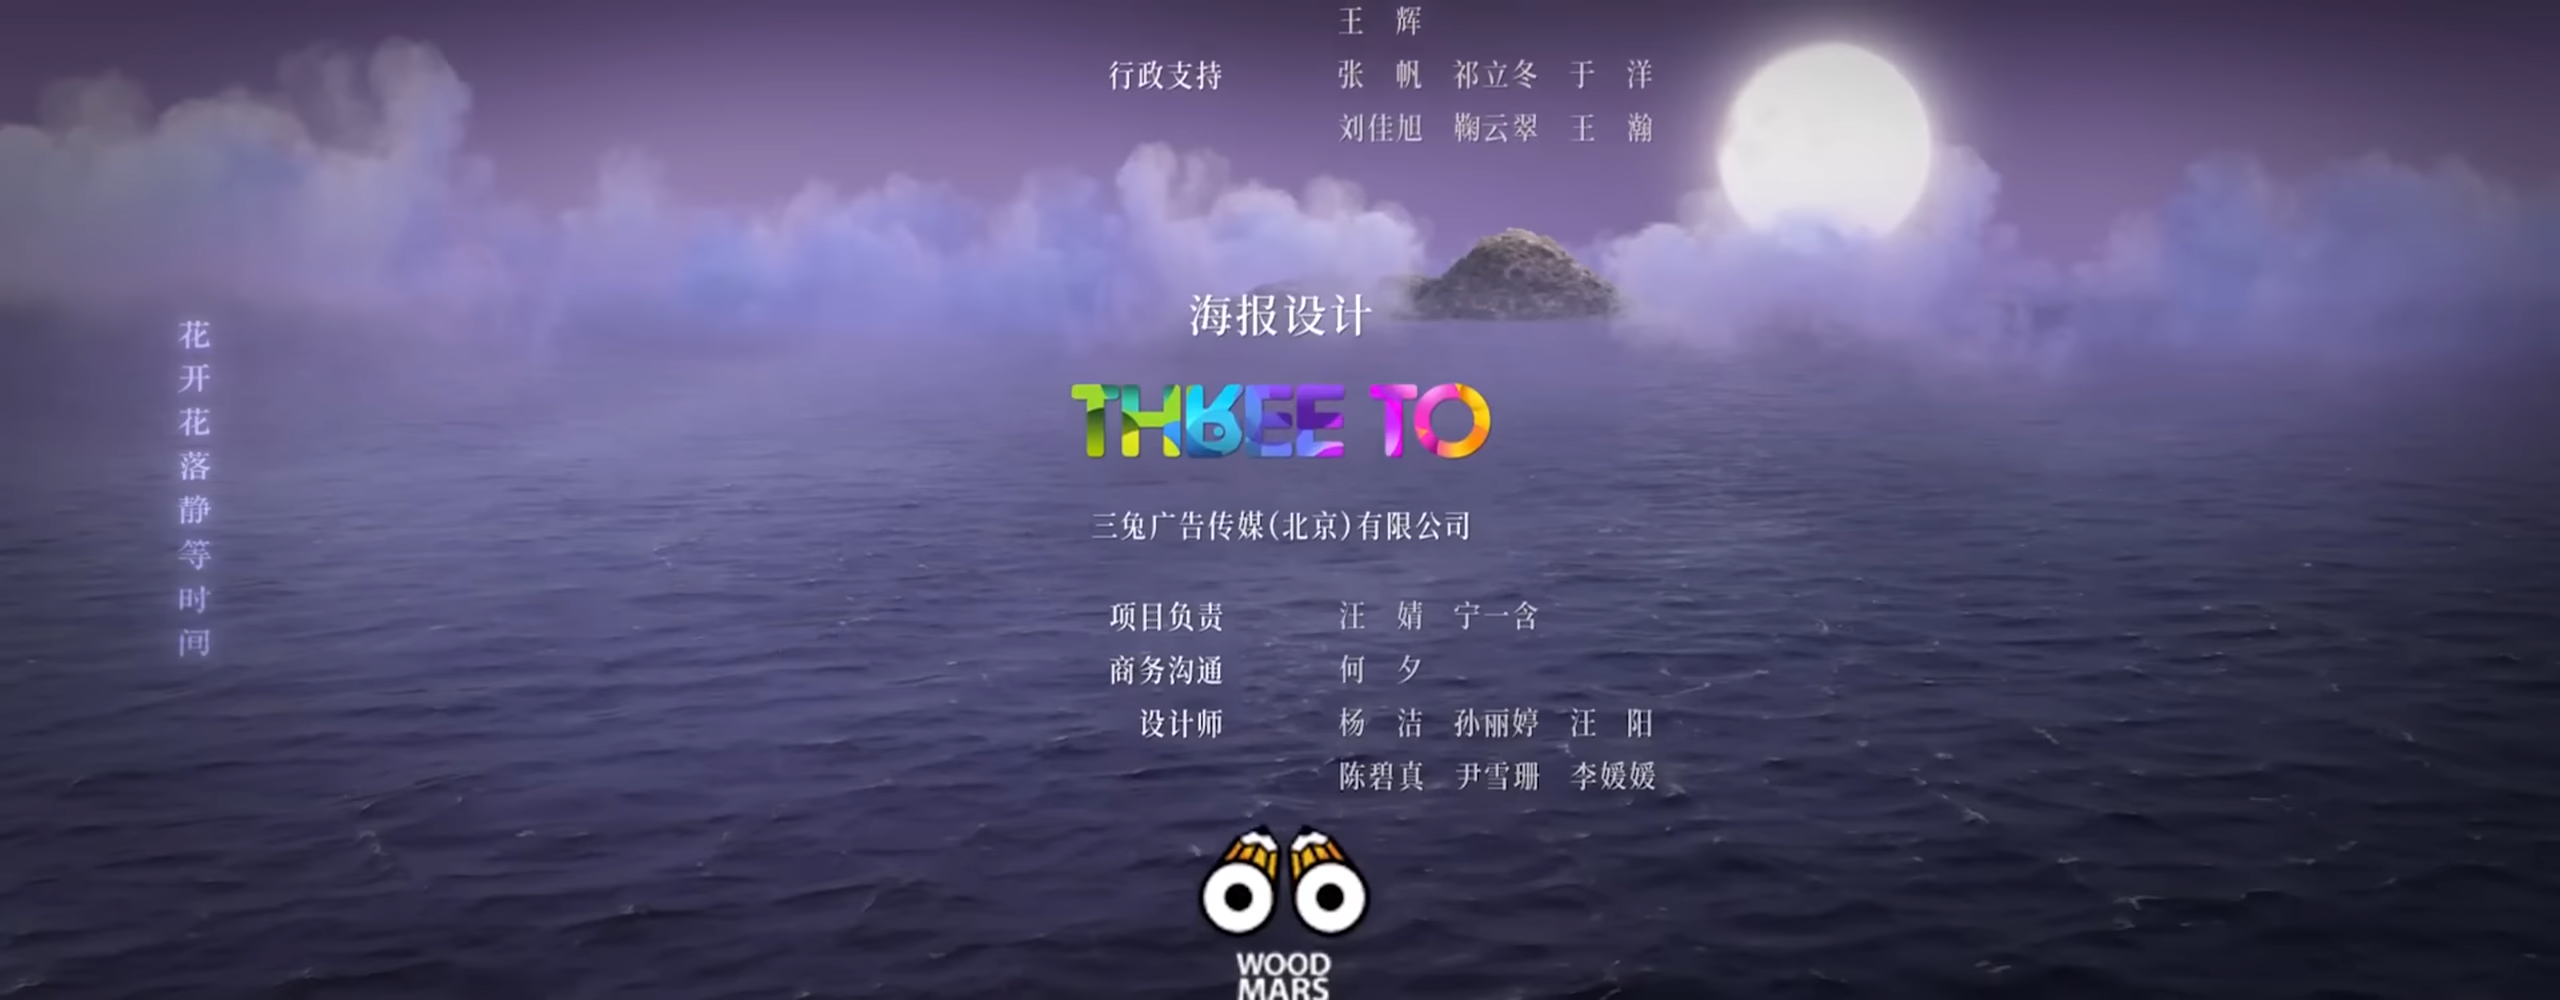 王　辉
行政支持　张　帆　祁立冬　于　洋
刘佳旭　鞠云翠　王　瀚
海报设计
THREE TO
三兔广告传媒(北京)有限公司
项目负责　汪　婧　宁一含
商务沟通　何　夕
设计师　杨　洁　孙丽婷　汪　阳
陈碧真　尹雪珊　李媛媛
WOOD
MARS
花开花落静等时间